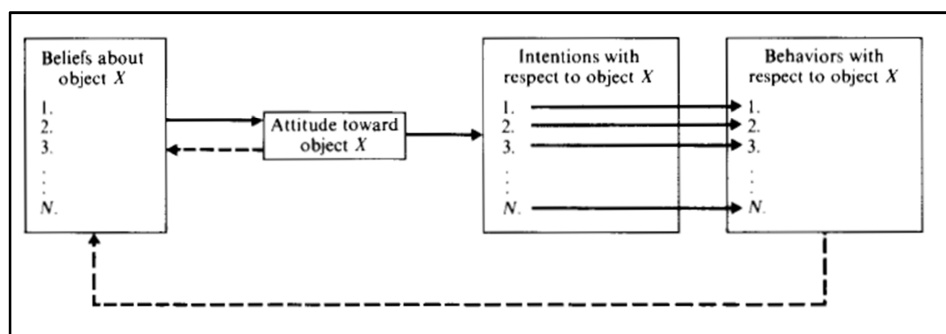 Beliefs about
object X
1.
2.
3.
.
.
.
N.
Attitude toward
object X
Intentions with
respect to object X
1.
2.
3.
.
.
.
N.
Behaviors with
respect to object X
1.
2.
3.
.
.
.
N.